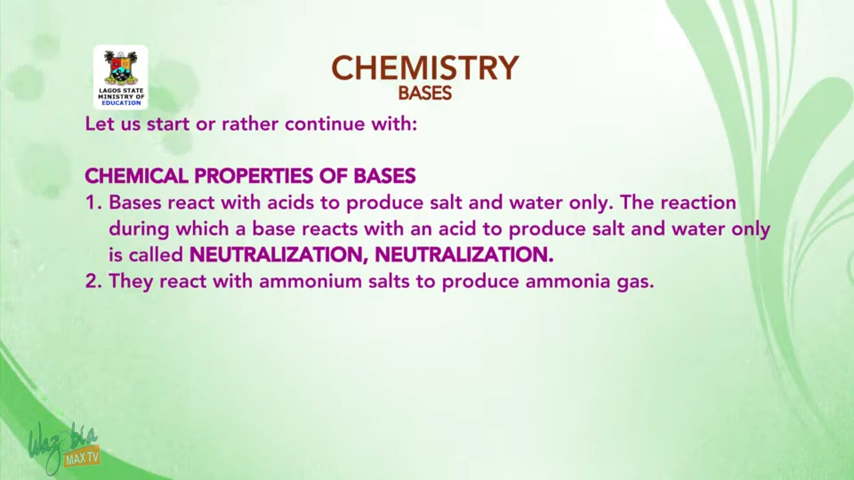 LAGOS STATE
MINISTRY OF
EDUCATION
CHEMISTRY
BASES
Let us start or rather continue with:
CHEMICAL PROPERTIES OF BASES
1. Bases react with acids to produce salt and water only. The reaction
during which a base reacts with an acid to produce salt and water only
is called NEUTRALIZATION, NEUTRALIZATION.
2. They react with ammonium salts to produce ammonia gas.
Waz bia
MAX TV